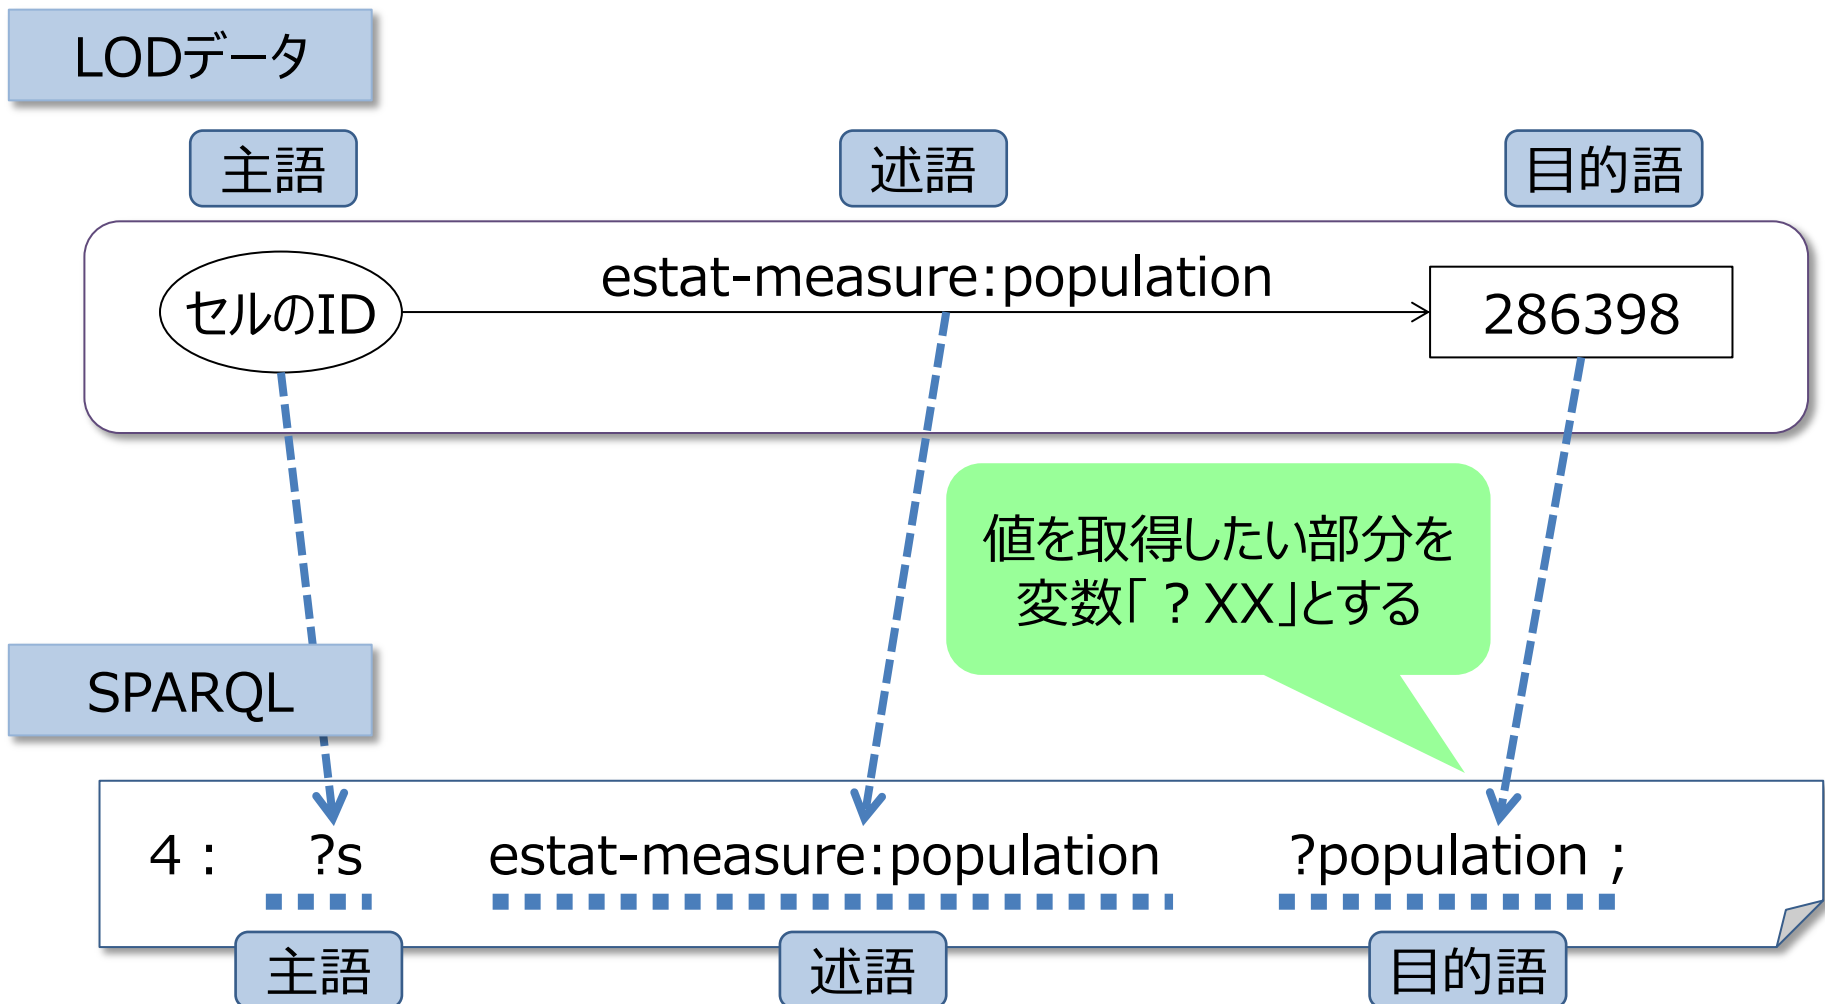 LODデータ
主語
述語
目的語
セルのID
estat-measure:population
286398
値を取得したい部分を
変数「？XX」とする
SPARQL
４： ?s estat-measure:population ?population ;
主語
述語
目的語